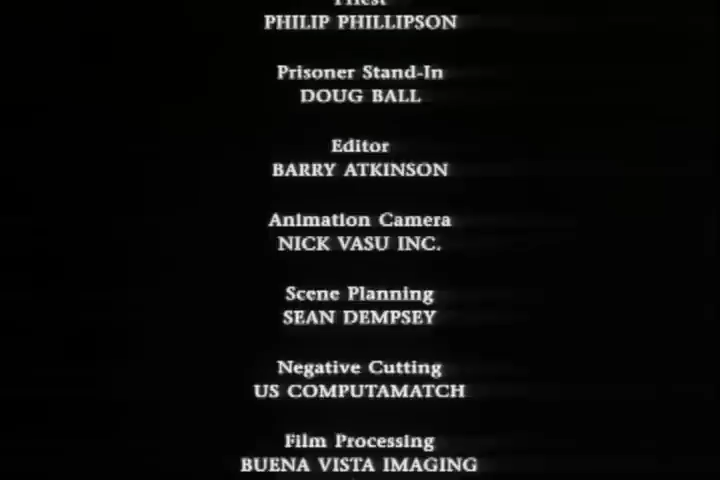 Priest
PHILIP PHILLIPSON
Prisoner Stand-In
DOUG BALL
Editor
BARRY ATKINSON
Animation Camera
NICK VASU INC.
Scene Planning
SEAN DEMPSEY
Negative Cutting
US COMPUTAMATCH
Film Processing
BUENA VISTA IMAGING